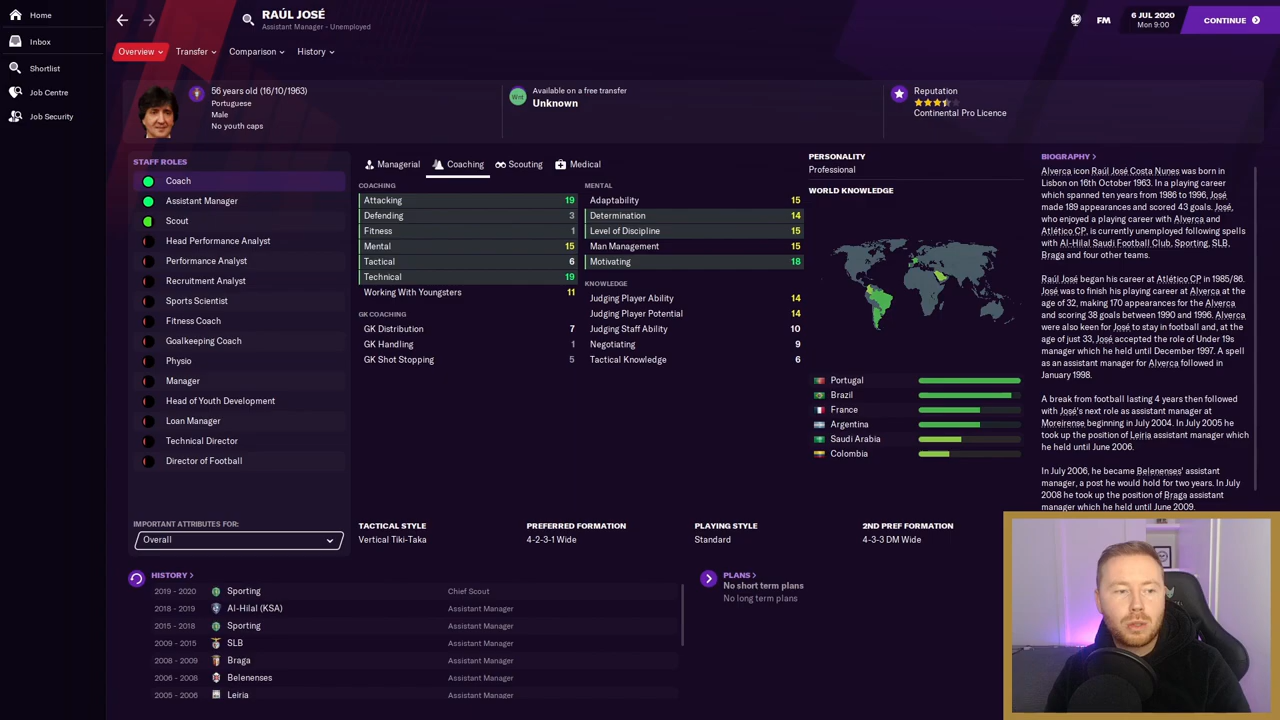 Home
Inbox
Shortlist
Job Centre
Job Security
RAÚL JOSÉ
Assistant Manager - Unemployed
FM
6 JUL 2020
Mon 9:00
CONTINUE
Overview
Transfer
Comparison
History
56 years old (16/10/1963)
Portuguese
Male
No youth caps
Wnt
Available on a free transfer
Unknown
Reputation
Continental Pro Licence
STAFF ROLES
Coach
Assistant Manager
Scout
Head Performance Analyst
Performance Analyst
Recruitment Analyst
Sports Scientist
Fitness Coach
Goalkeeping Coach
Physio
Manager
Head of Youth Development
Loan Manager
Technical Director
Director of Football
IMPORTANT ATTRIBUTES FOR:
Overall
Managerial
Coaching
Scouting
Medical
COACHING
Attacking 19
Defending 3
Fitness 1
Mental 15
Tactical 6
Technical 19
Working With Youngsters 11
GK COACHING
GK Distribution 7
GK Handling 1
GK Shot Stopping 5
MENTAL
Adaptability 15
Determination 14
Level of Discipline 15
Man Management 15
Motivating 18
KNOWLEDGE
Judging Player Ability 14
Judging Player Potential 14
Judging Staff Ability 10
Negotiating 9
Tactical Knowledge 6
PERSONALITY
Professional
WORLD KNOWLEDGE
Portugal
Brazil
France
Argentina
Saudi Arabia
Colombia
BIOGRAPHY >
Alverca icon Raúl José Costa Nunes was born in
Lisbon on 16th October 1963. In a playing career
which spanned ten years from 1986 to 1996, José
made 189 appearances and scored 43 goals. José,
who enjoyed a playing career with Alverca and
Atlético CP, is currently unemployed following spells
with Al-Hilal Saudi Football Club, Sporting, SLB,
Braga and four other teams.
Raúl José began his career at Atlético CP in 1985/86.
José was to finish his playing career at Alverca at the
age of 32, making 170 appearances for the Alverca
and scoring 38 goals between 1990 and 1996. Alverca
were also keen for José to stay in football and, at the
age of just 33, José accepted the role of Under 19s
manager which he held until December 1997. A spell
as an assistant manager for Alverca followed in
January 1998.
A break from football lasting 4 years then followed
with José's next role as assistant manager at
Moreirense beginning in July 2004. In July 2005 he
took up the position of Leiria assistant manager which
he held until June 2006.
In July 2006, he became Belenenses' assistant
manager, a post he would hold for two years. In July
2008 he took up the position of Braga assistant
manager which he held until June 2009.
TACTICAL STYLE
Vertical Tiki-Taka
PREFERRED FORMATION
4-2-3-1 Wide
PLAYING STYLE
Standard
2ND PREF FORMATION
4-3-3 DM Wide
HISTORY >
2019 - 2020 Sporting Chief Scout
2018 - 2019 Al-Hilal (KSA) Assistant Manager
2015 - 2018 Sporting Assistant Manager
2009 - 2015 SLB Assistant Manager
2008 - 2009 Braga Assistant Manager
2006 - 2008 Belenenses Assistant Manager
2005 - 2006 Leiria Assistant Manager
PLANS >
No short term plans
No long term plans